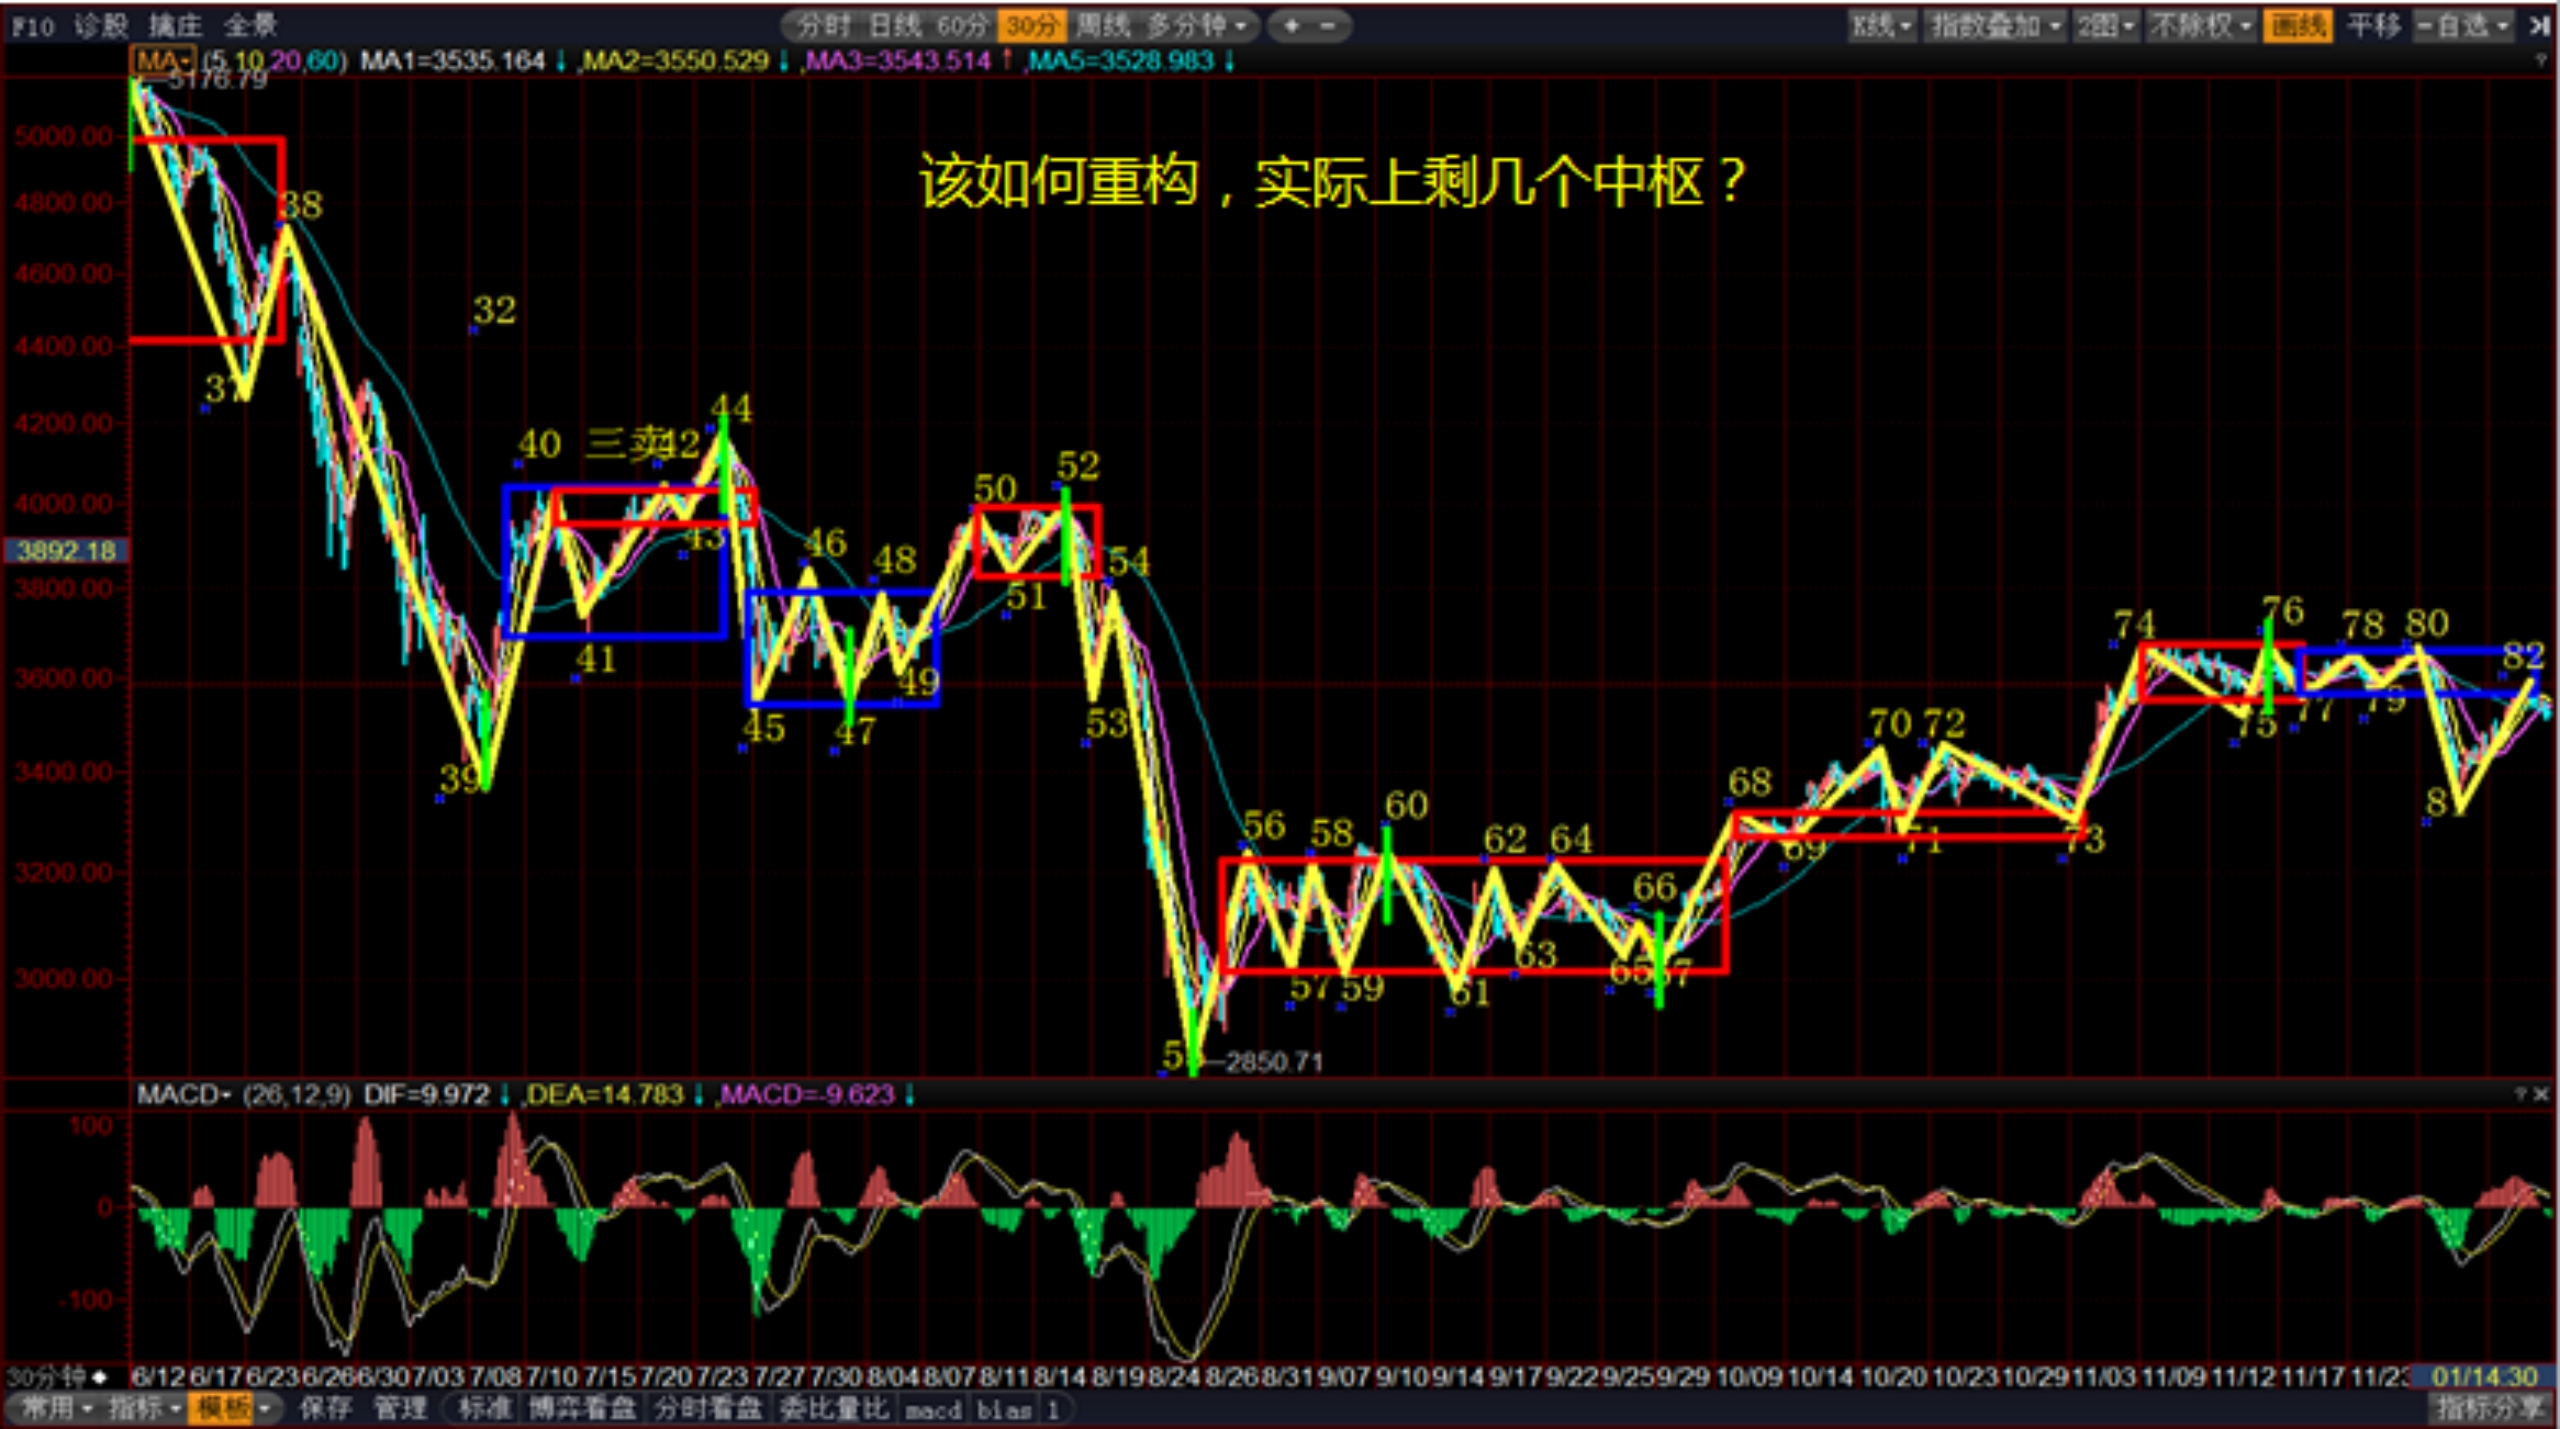 F10 诊股 擒庄 全景 分时 日线 60分 30分 周线 多分钟 + - K线 指数叠加 2图 不除权 画线 平移 -自选
MA (5,10,20,60) MA1=3535.164↓,MA2=3550.529↓,MA3=3543.514↑,MA5=3528.983↓ ?
5176.79
5000.00
该如何重构，实际上剩几个中枢？
4800.00
38
4600.00
32
4400.00
37
4200.00
44
40 三卖 42
52
50
4000.00
43
3892.18
46 48 54
3800.00
51
74 76 78 80
41 82
3600.00
49
45 47 53
75 77 79
70 72
39
3400.00
68
8
60
56 58 62 64
69 71 73
3200.00
66
63 65 67
3000.00
57 59 61
5
2850.71
MACD (26,12,9) DIF=9.972↓,DEA=14.783↓,MACD=-9.623↓ ? ×
100
0
-100
30分钟 6/12 6/17 6/23 6/26 6/30 7/03 7/08 7/10 7/15 7/20 7/23 7/27 7/30 8/04 8/07 8/11 8/14 8/19 8/24 8/26 8/31 9/07 9/10 9/14 9/17 9/22 9/25 9/29 10/09 10/14 10/20 10/23 10/29 11/03 11/09 11/12 11/17 11/23 01/14:30
常用 指标 模板 保存 管理 标准 博弈看盘 分时看盘 委比量比 macd bias 1 指标分享